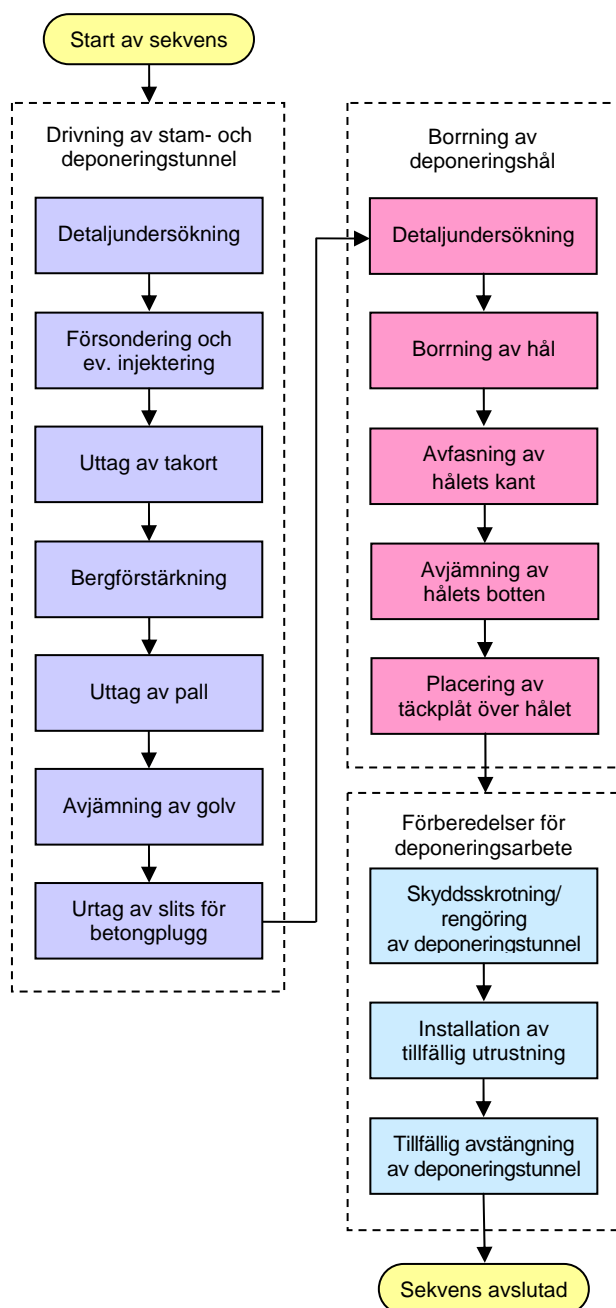 Start av sekvens
Drivning av stam- och
deponeringstunnel
Detaljundersökning
Försondering och
ev. injektering
Uttag av takort
Bergförstärkning
Uttag av pall
Avjämning av golv
Urtag av slits för
betongplugg
Borrning av
deponeringshål
Detaljundersökning
Borrning av hål
Avfasning av
hålets kant
Avjämning av
hålets botten
Placering av
täckplåt över hålet
Förberedelser för
deponeringsarbete
Skyddsskrotning/
rengöring
av deponeringstunnel
Installation av
tillfällig utrustning
Tillfällig avstängning
av deponeringstunnel
Sekvens avslutad